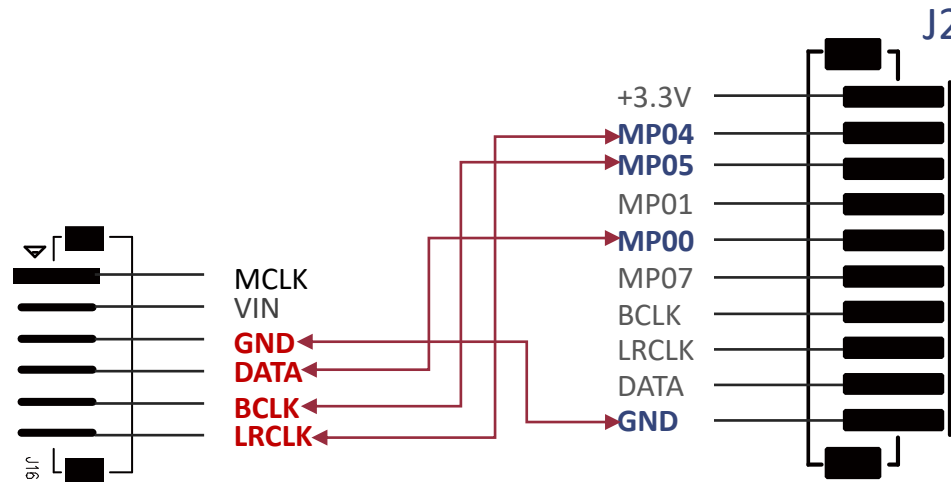 J2
+3.3V
MP04
MP05
MP01
MP00
MP07
BCLK
LRCLK
DATA
GND
MCLK
VIN
GND
DATA
BCLK
LRCLK
J16